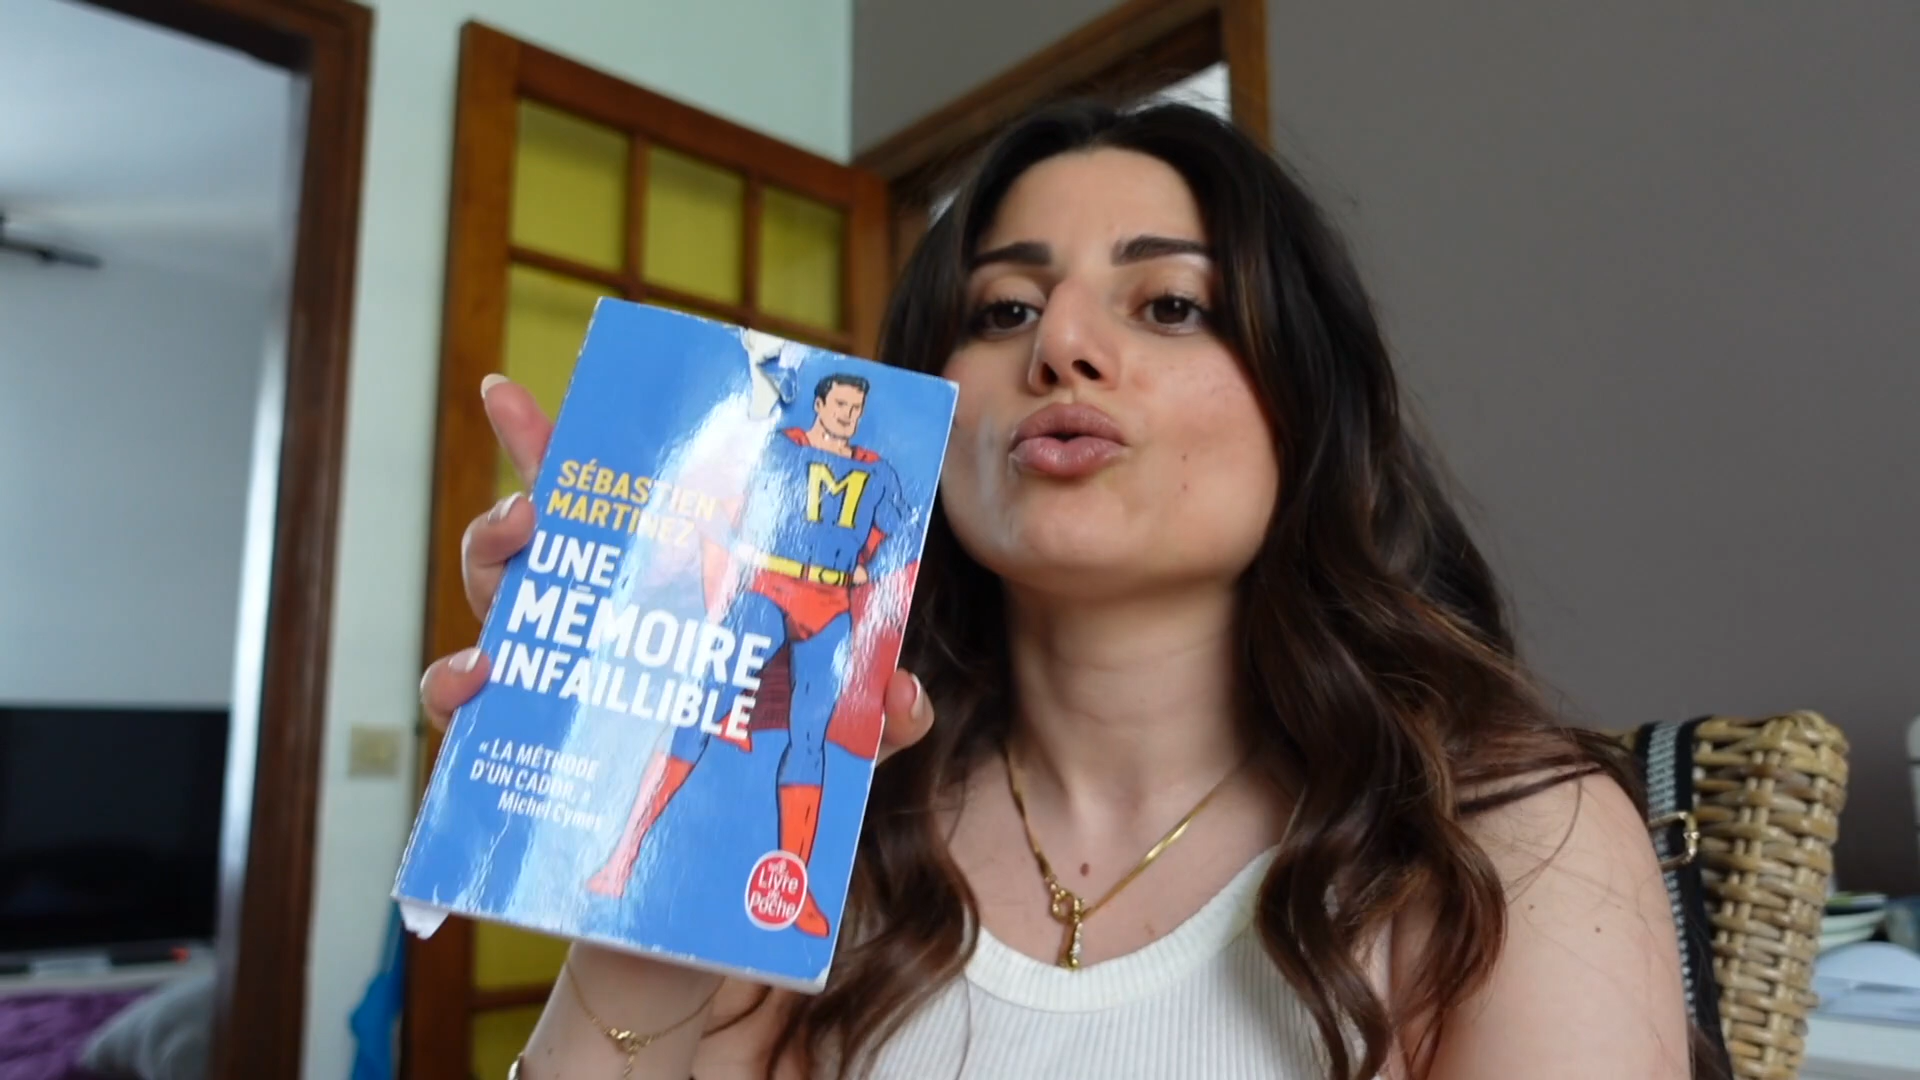 SÉBASTIEN
MARTINEZ
UNE
MÉMOIRE
INFAILLIBLE
« LA MÉTHODE
D'UN CADOR. »
Michel Cymes
M
Le
Livre
de
Poche